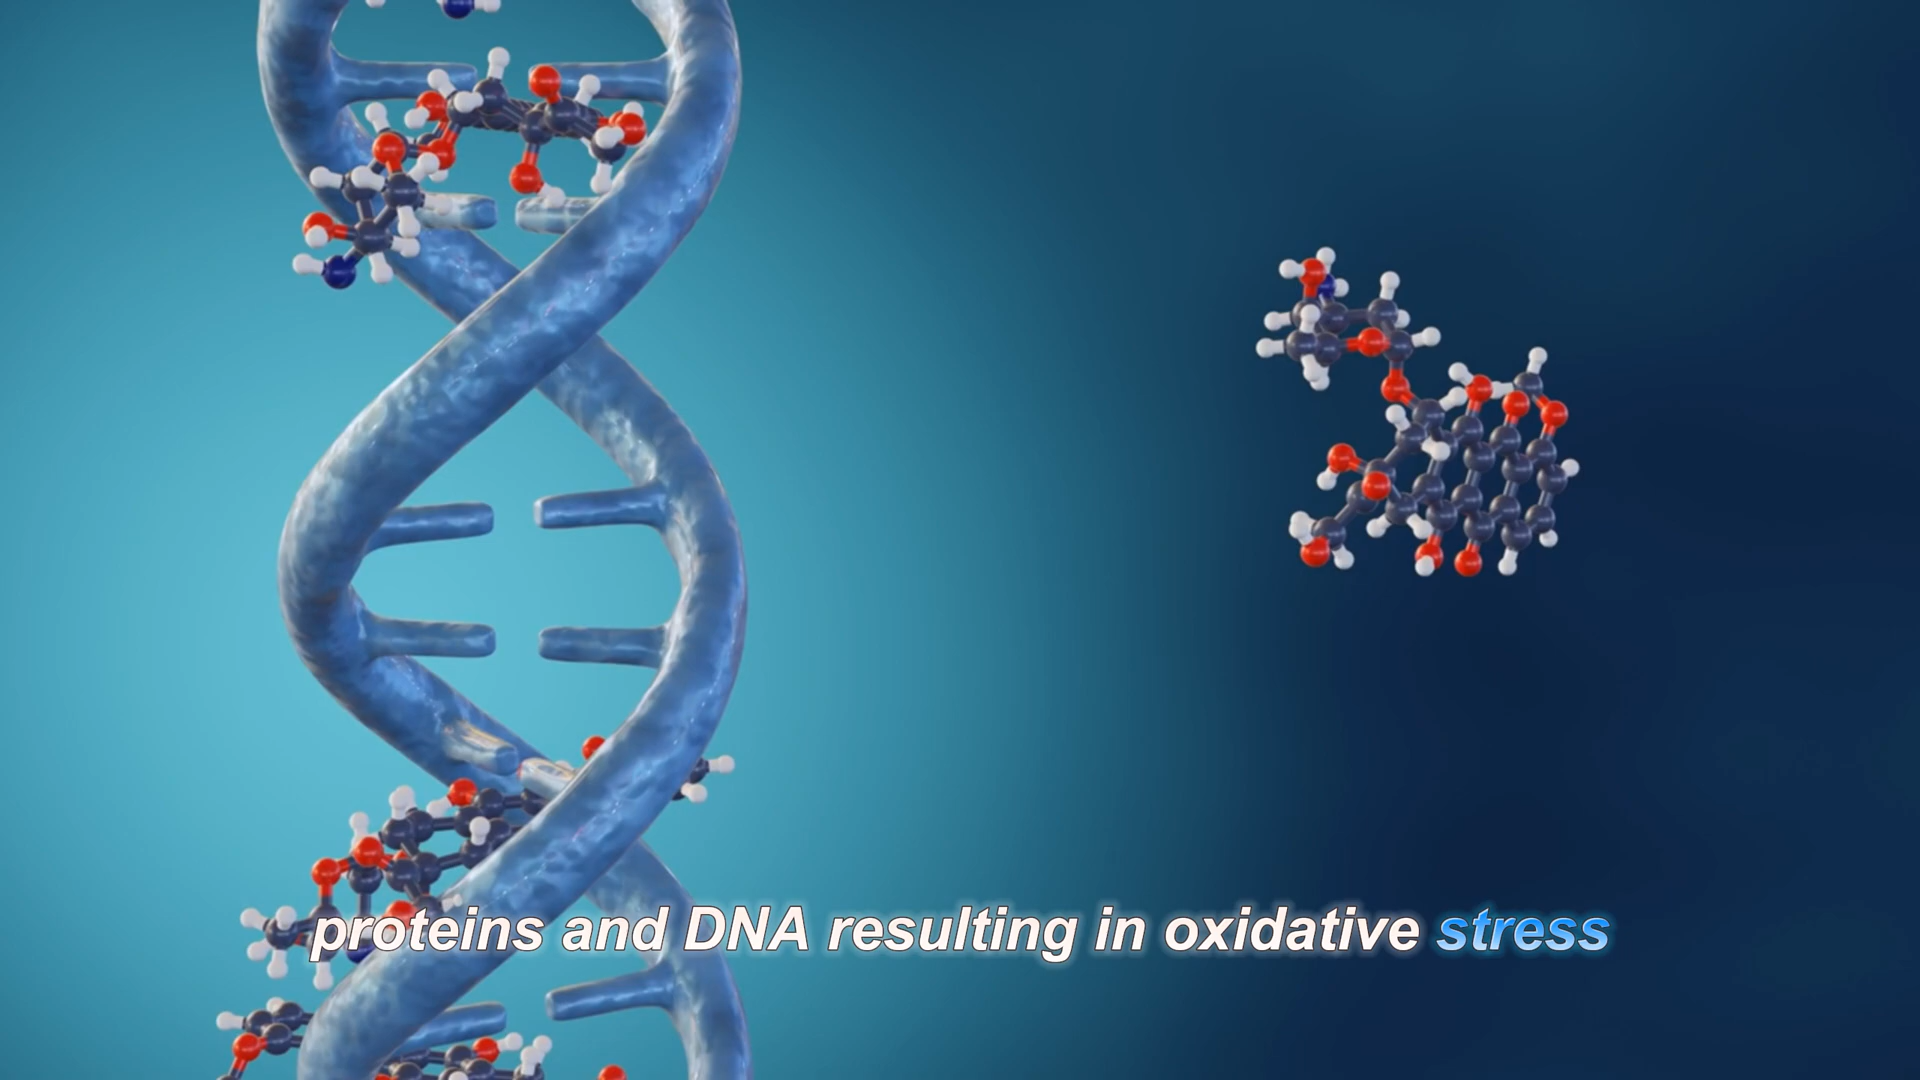 proteins and DNA resulting in oxidative stress